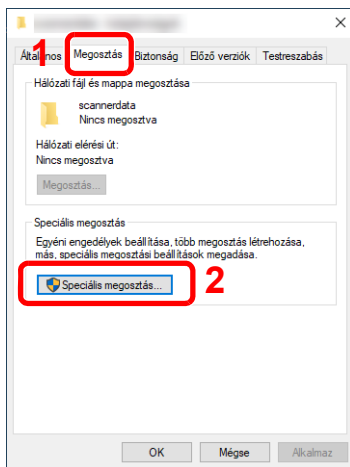 1
Általános Megosztás Biztonság Előző verziók Testreszabás
Hálózati fájl és mappa megosztása
scannerdata
Nincs megosztva
Hálózati elérési út:
Nincs megosztva
Megosztás...
Speciális megosztás
Egyéni engedélyek beállítása, több megosztás létrehozása,
más, speciális megosztási beállítások megadása.
Speciális megosztás...
2
OK Mégse Alkalmaz